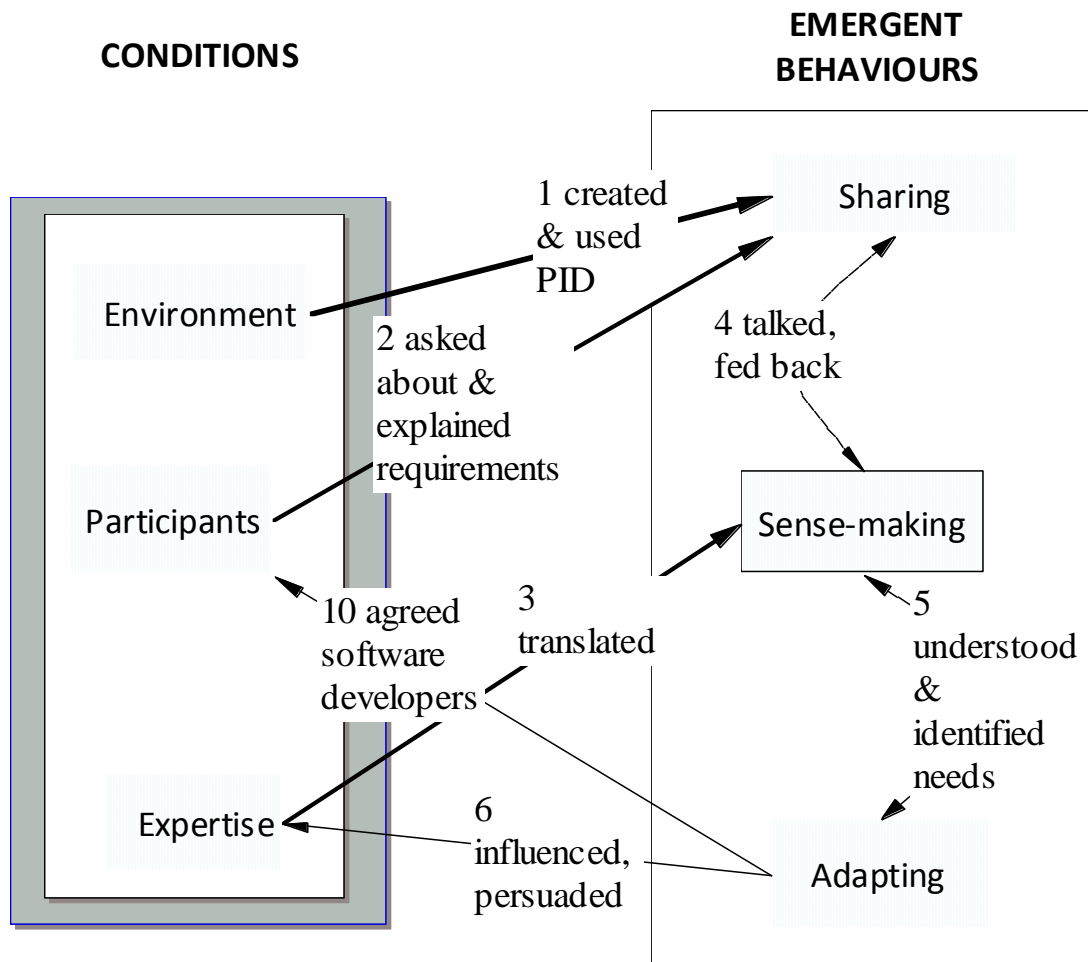 CONDITIONS
EMERGENT
BEHAVIOURS
1 created
& used
PID
Sharing
Environment
2 asked
about &
explained
requirements
4 talked,
fed back
Participants
Sense-making
10 agreed
software
developers
3
translated
5
understood
&
identified
needs
Expertise
6
influenced,
persuaded
Adapting